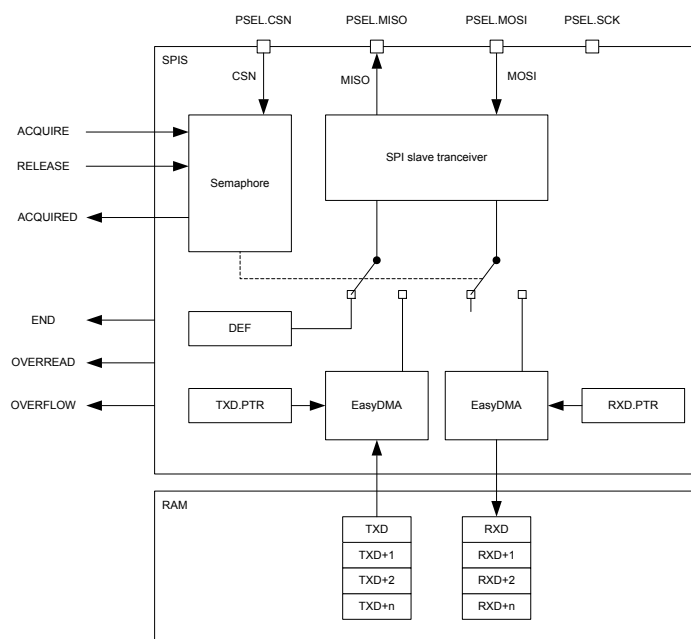 PSEL.CSN PSEL.MISO PSEL.MOSI PSEL.SCK
SPIS
CSN MISO MOSI
ACQUIRE
RELEASE
ACQUIRED
Semaphore
SPI slave tranceiver
END
OVERREAD
OVERFLOW
DEF
TXD.PTR EasyDMA EasyDMA RXD.PTR
RAM
TXD RXD
TXD+1 RXD+1
TXD+2 RXD+2
TXD+n RXD+n